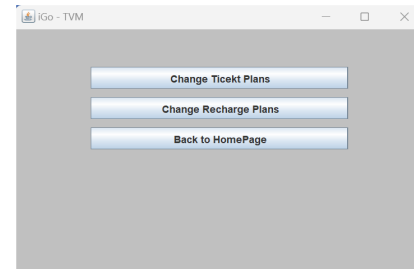 iGo - TVM
Change Ticekt Plans
Change Recharge Plans
Back to HomePage